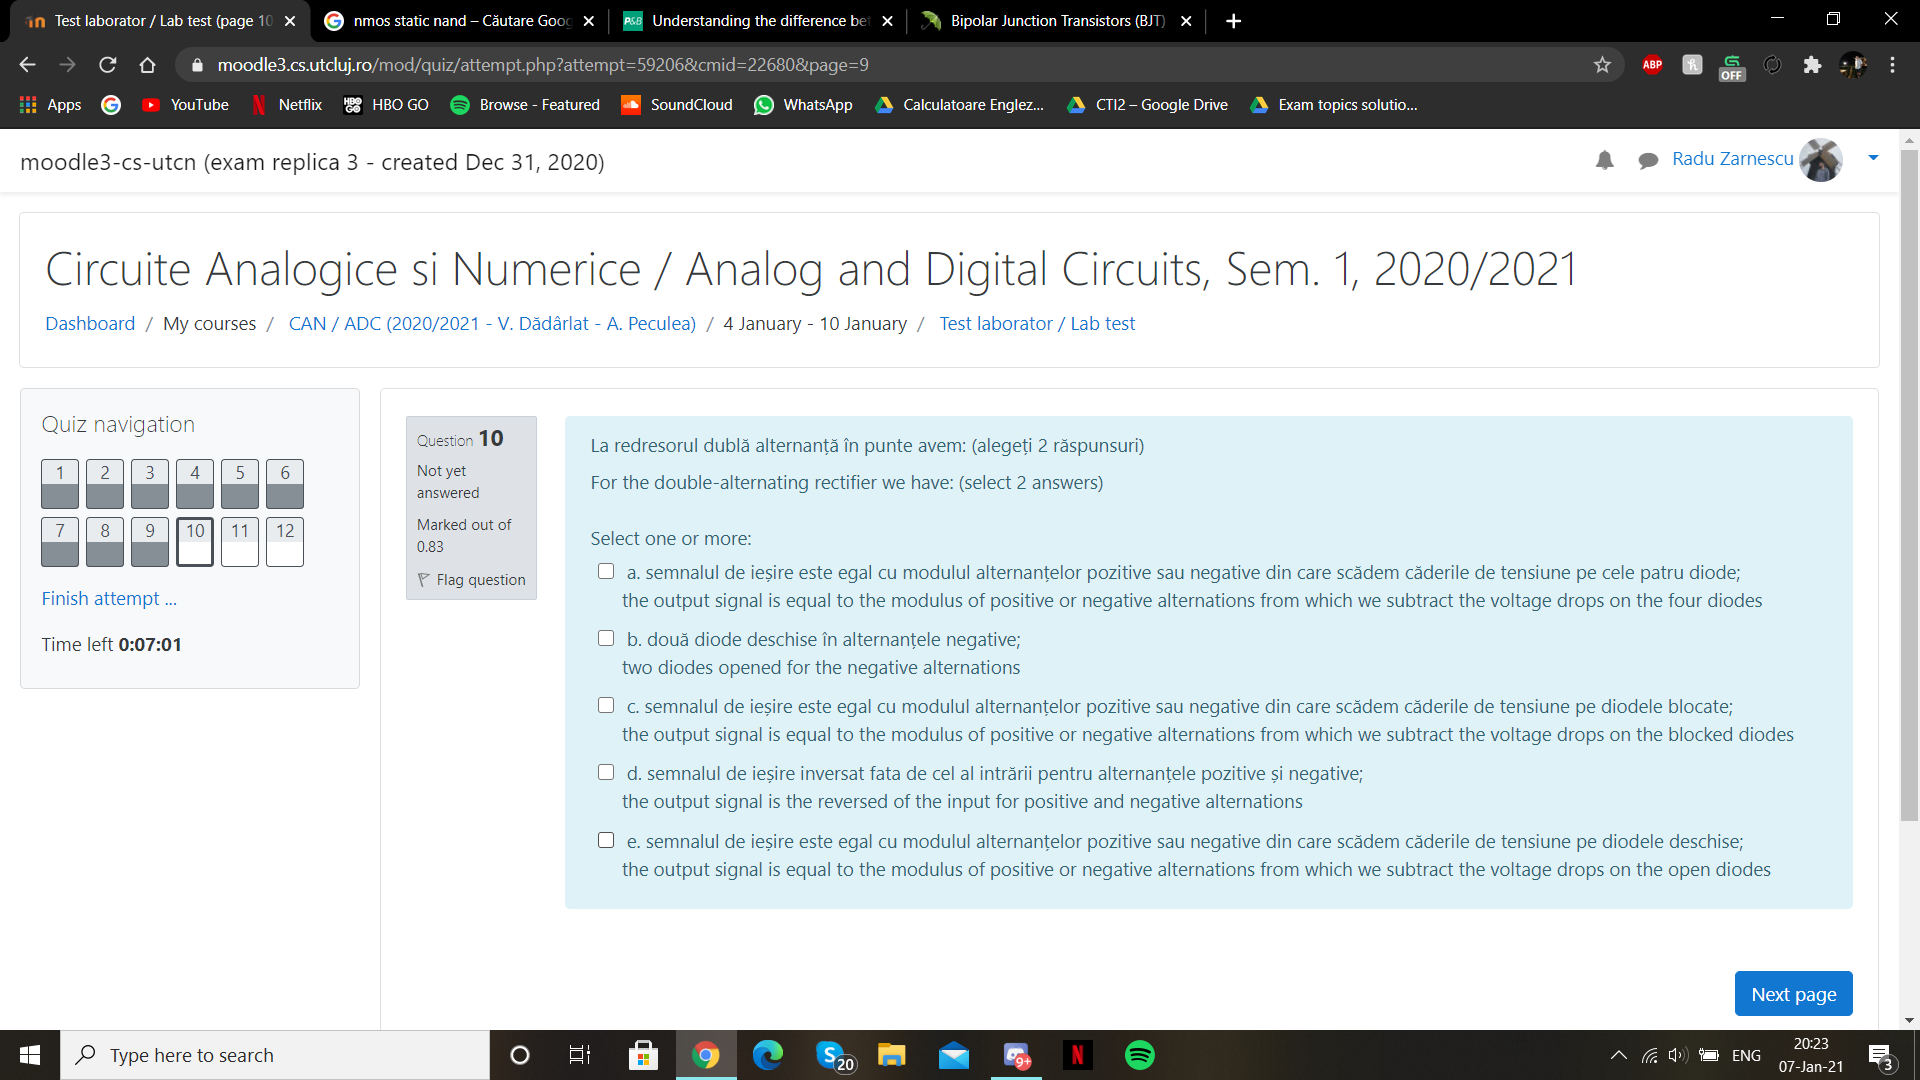 Test laborator / Lab test (page 10
nmos static nand – Căutare Goog
P&B
Understanding the difference be
Bipolar Junction Transistors (BJT)
moodle3.cs.utcluj.ro/mod/quiz/attempt.php?attempt=59206&cmid=22680&page=9
ABP
OFF
Apps
YouTube
Netflix
HBO GO
HBO GO
Browse - Featured
SoundCloud
WhatsApp
Calculatoare Englez...
CTI2 – Google Drive
Exam topics solutio...
moodle3-cs-utcn (exam replica 3 - created Dec 31, 2020)
Radu Zarnescu
Circuite Analogice si Numerice / Analog and Digital Circuits, Sem. 1, 2020/2021
Dashboard / My courses / CAN / ADC (2020/2021 - V. Dădârlat - A. Peculea) / 4 January - 10 January / Test laborator / Lab test
Quiz navigation
1 2 3 4 5 6
7 8 9 10 11 12
Finish attempt ...
Time left 0:07:01
Question 10
Not yet
answered
Marked out of
0.83
Flag question
La redresorul dublă alternanță în punte avem: (alegeți 2 răspunsuri)
For the double-alternating rectifier we have: (select 2 answers)
Select one or more:
a. semnalul de ieșire este egal cu modulul alternanțelor pozitive sau negative din care scădem căderile de tensiune pe cele patru diode;
the output signal is equal to the modulus of positive or negative alternations from which we subtract the voltage drops on the four diodes
b. două diode deschise în alternanțele negative;
two diodes opened for the negative alternations
c. semnalul de ieșire este egal cu modulul alternanțelor pozitive sau negative din care scădem căderile de tensiune pe diodele blocate;
the output signal is equal to the modulus of positive or negative alternations from which we subtract the voltage drops on the blocked diodes
d. semnalul de ieșire inversat fata de cel al intrării pentru alternanțele pozitive și negative;
the output signal is the reversed of the input for positive and negative alternations
e. semnalul de ieșire este egal cu modulul alternanțelor pozitive sau negative din care scădem căderile de tensiune pe diodele deschise;
the output signal is equal to the modulus of positive or negative alternations from which we subtract the voltage drops on the open diodes
Next page
Type here to search
20
9+
N
ENG
20:23
07-Jan-21
3